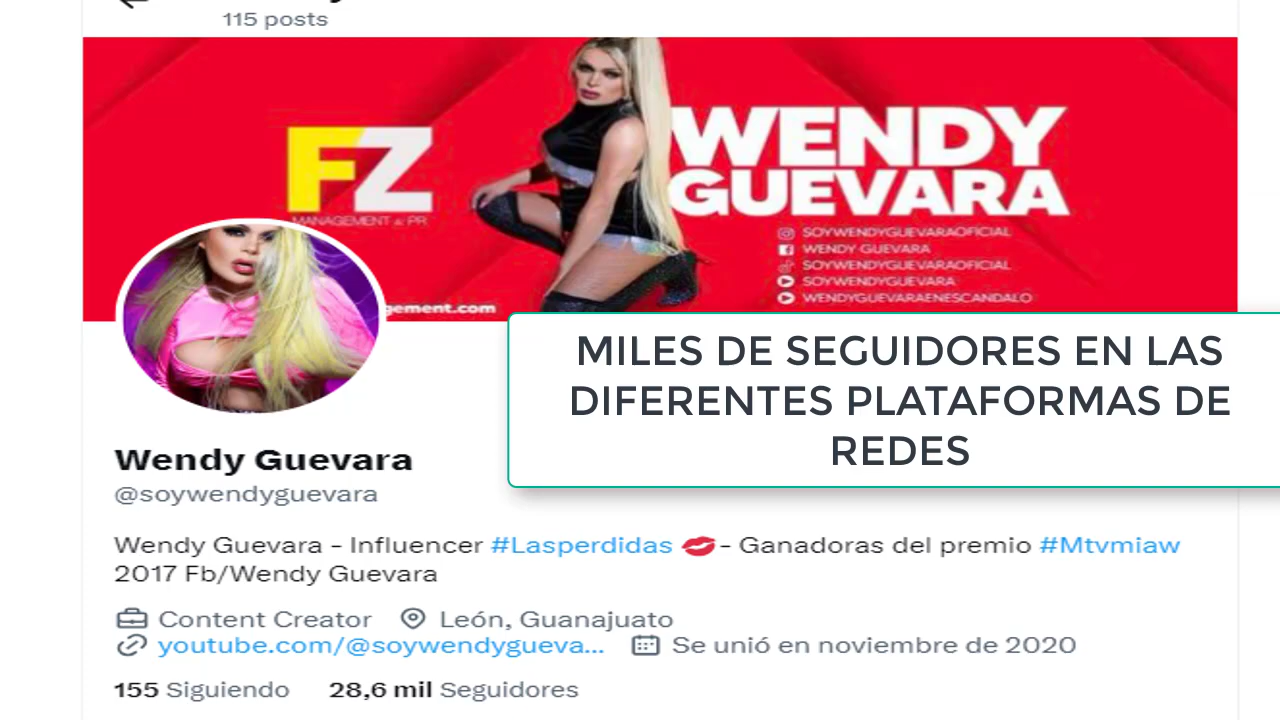 115 posts
FZ
MANAGEMENT & PR
WENDY
GUEVARA
SOYWENDYGUEVARAOFICIAL
WENDY GUEVARA
SOYWENDYGUEVARAOFICIAL
SOYWENDYGUEVARA
WENDYGUEVARAENESCANDALO
gement.com
MILES DE SEGUIDORES EN LAS
DIFERENTES PLATAFORMAS DE
REDES
Wendy Guevara
@soywendyguevara
Wendy Guevara - Influencer #Lasperdidas 💋- Ganadoras del premio #Mtvmiaw
2017 Fb/Wendy Guevara
Content Creator León, Guanajuato
youtube.com/@soywendygueva... Se unió en noviembre de 2020
155 Siguiendo 28,6 mil Seguidores